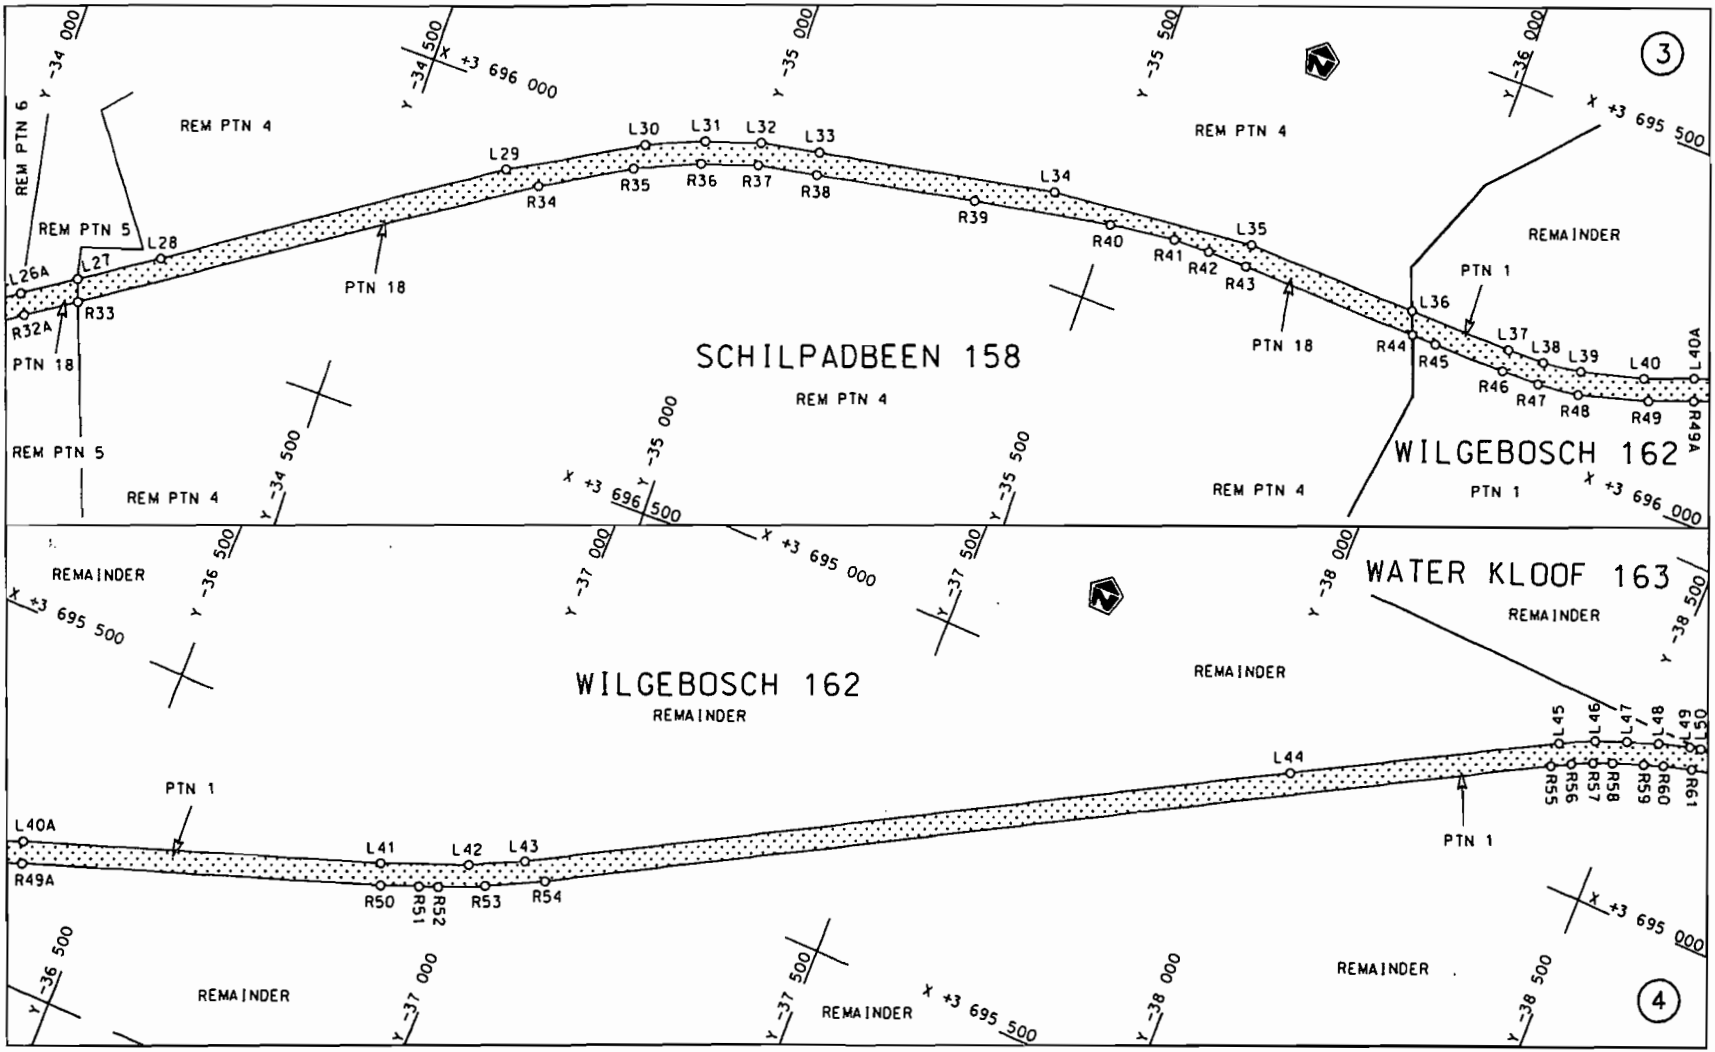 Y -34 000
Y -34 500
X +3 696 000
Y -35 000
Y -35 500
Y -36 000
X +3 695 500
3
N
REM PTN 6
REM PTN 4
REM PTN 4
REM PTN 5
REMAINDER
L26A
L27
L28
L29
L30
L31
L32
L33
L34
L35
L36
L37
L38
L39
L40
L40A
PTN 1
R32A
R33
R34
R35
R36
R37
R38
R39
R40
R41
R42
R43
R44
R45
R46
R47
R48
R49
R49A
PTN 18
PTN 18
PTN 18
SCHILPADBEEN 158
REM PTN 4
REM PTN 5
REM PTN 4
REM PTN 4
WILGEBOSCH 162
PTN 1
Y -34 500
X +3 696 500
Y -35 000
Y -35 500
X +3 696 000
REMAINDER
X +3 695 500
Y -36 500
Y -37 000
X +3 695 000
Y -37 500
Y -38 000
WATER KLOOF 163
REMAINDER
Y -38 500
N
WILGEBOSCH 162
REMAINDER
REMAINDER
PTN 1
L40A
L41
L42
L43
L44
L45
L46
L47
L48
L49
L50
R49A
R50
R51
R52
R53
R54
R55
R56
R57
R58
R59
R60
R61
PTN 1
X +3 695 000
Y -36 500
REMAINDER
Y -37 000
Y -37 500
REMAINDER
X +3 695 500
Y -38 000
REMAINDER
Y -38 500
4